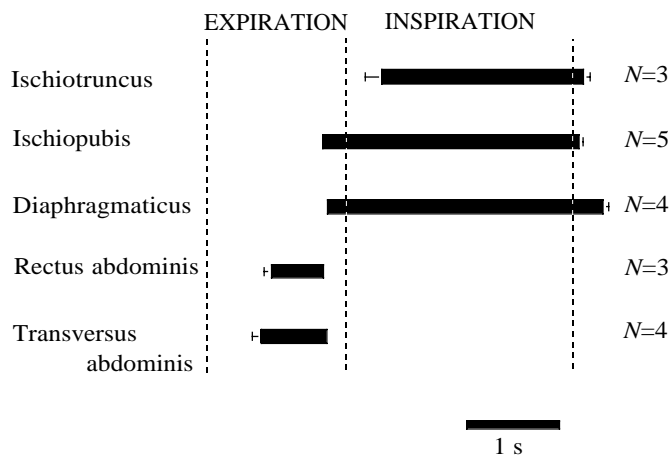 EXPIRATION INSPIRATION
Ischiotruncus N=3
Ischiopubis N=5
Diaphragmaticus N=4
Rectus abdominis N=3
Transversus N=4
abdominis
1 s